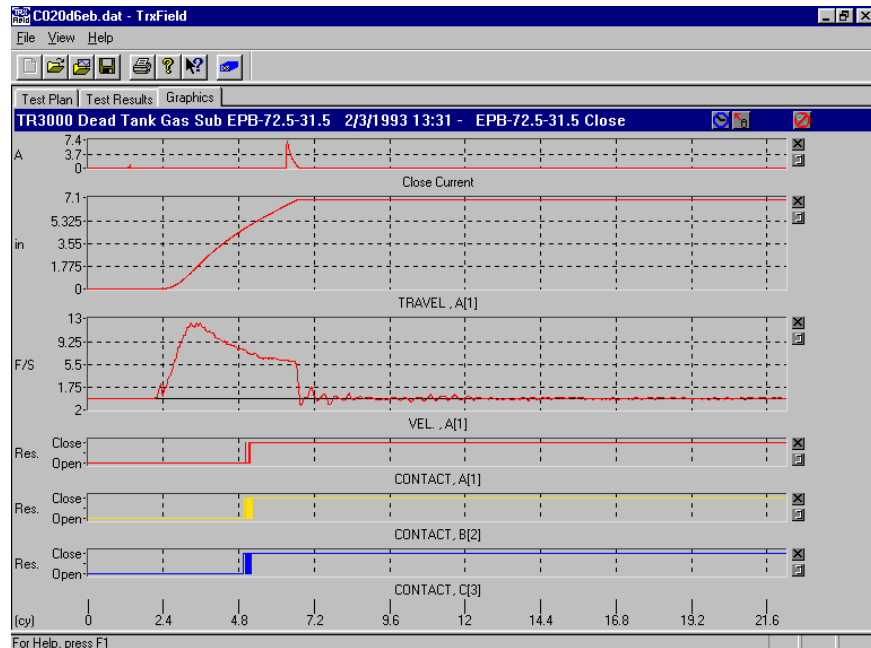 C020d6eb.dat - TrxField
File View Help
Test Plan Test Results Graphics
TR3000 Dead Tank Gas Sub EPB-72.5-31.5 2/3/1993 13:31 - EPB-72.5-31.5 Close
A
7.4
3.7
0
Close Current
in
7.1
5.325
3.55
1.775
0
TRAVEL , A[1]
F/S
13
9.25
5.5
1.75
2
VEL. , A[1]
Res.
Close
Open
CONTACT, A[1]
Res.
Close
Open
CONTACT, B[2]
Res.
Close
Open
CONTACT, C[3]
(cy) 0 2.4 4.8 7.2 9.6 12 14.4 16.8 19.2 21.6
For Help, press F1